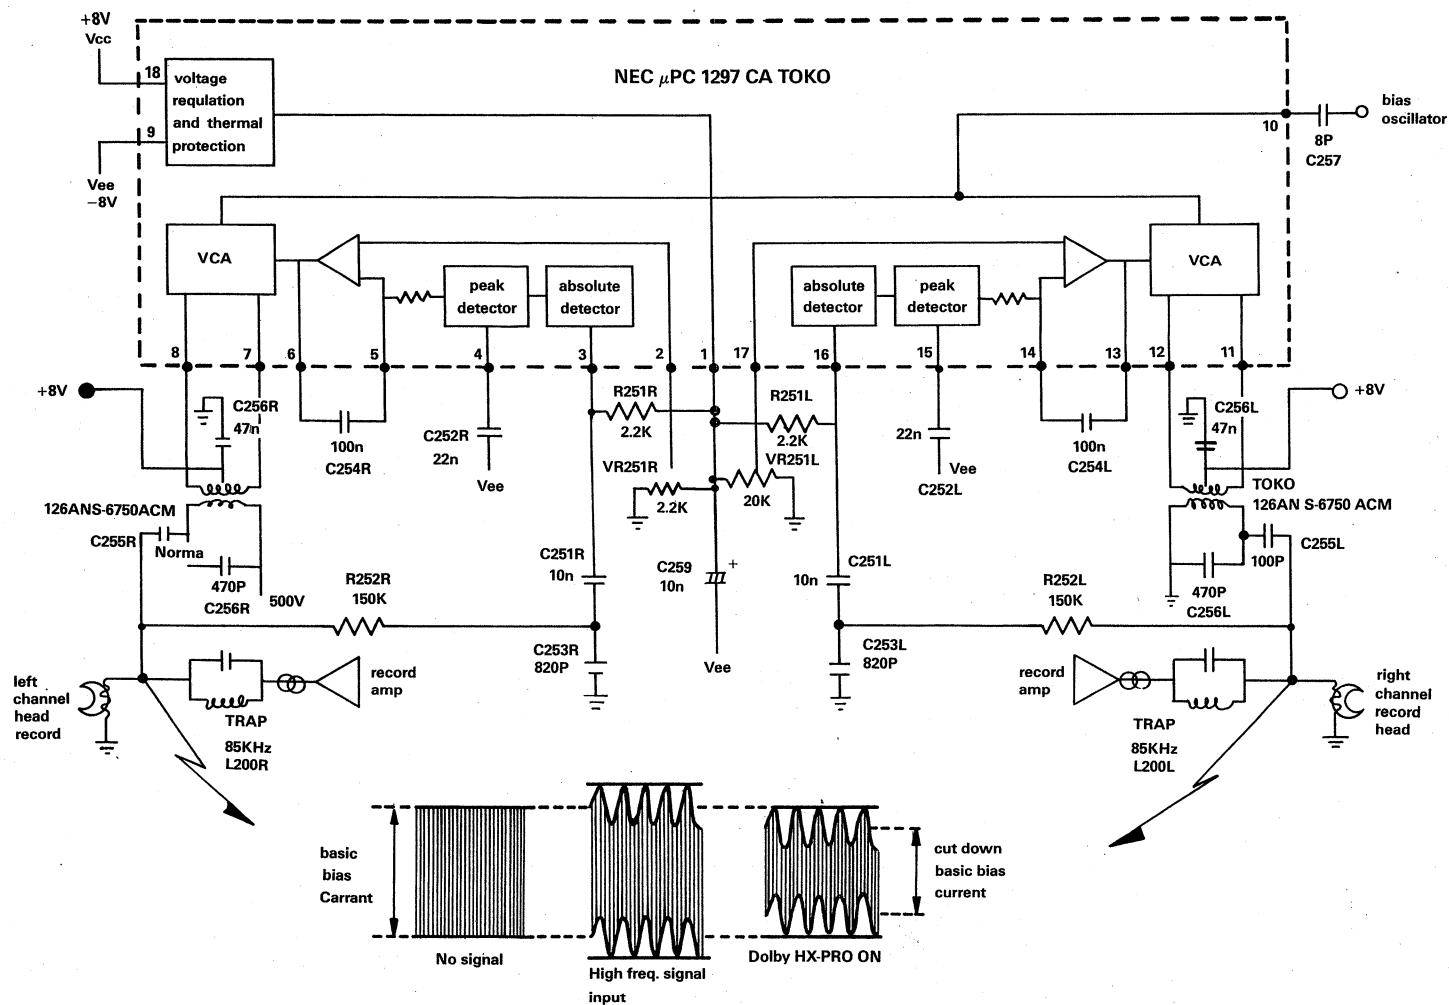 +8V
Vcc
NEC µPC 1297 CA TOKO
18
voltage
requlation
and thermal
protection
9
Vee
−8V
10
8P
C257
bias
oscillator
VCA
peak
detector
absolute
detector
absolute
detector
peak
detector
VCA
8
7
6
5
4
3
2
1
17
16
15
14
13
12
11
+8V
C256R
47n
100n
C254R
C252R
22n
Vee
R251R
2.2K
VR251R
2.2K
R251L
2.2K
VR251L
20K
22n
Vee
C252L
100n
C254L
C256L
47n
+8V
126ANS-6750ACM
C255R
Norma
470P
C256R
500V
TOKO
126AN S-6750 ACM
C255L
100P
470P
C256L
C251R
10n
C259
10n
+
Vee
C251L
10n
R252R
150K
C253R
820P
C253L
820P
R252L
150K
left
channel
head
record
TRAP
85KHz
L200R
record
amp
record
amp
TRAP
85KHz
L200L
right
channel
record
head
basic
bias
Carrant
No signal
High freq. signal
input
Dolby HX-PRO ON
cut down
basic bias
current